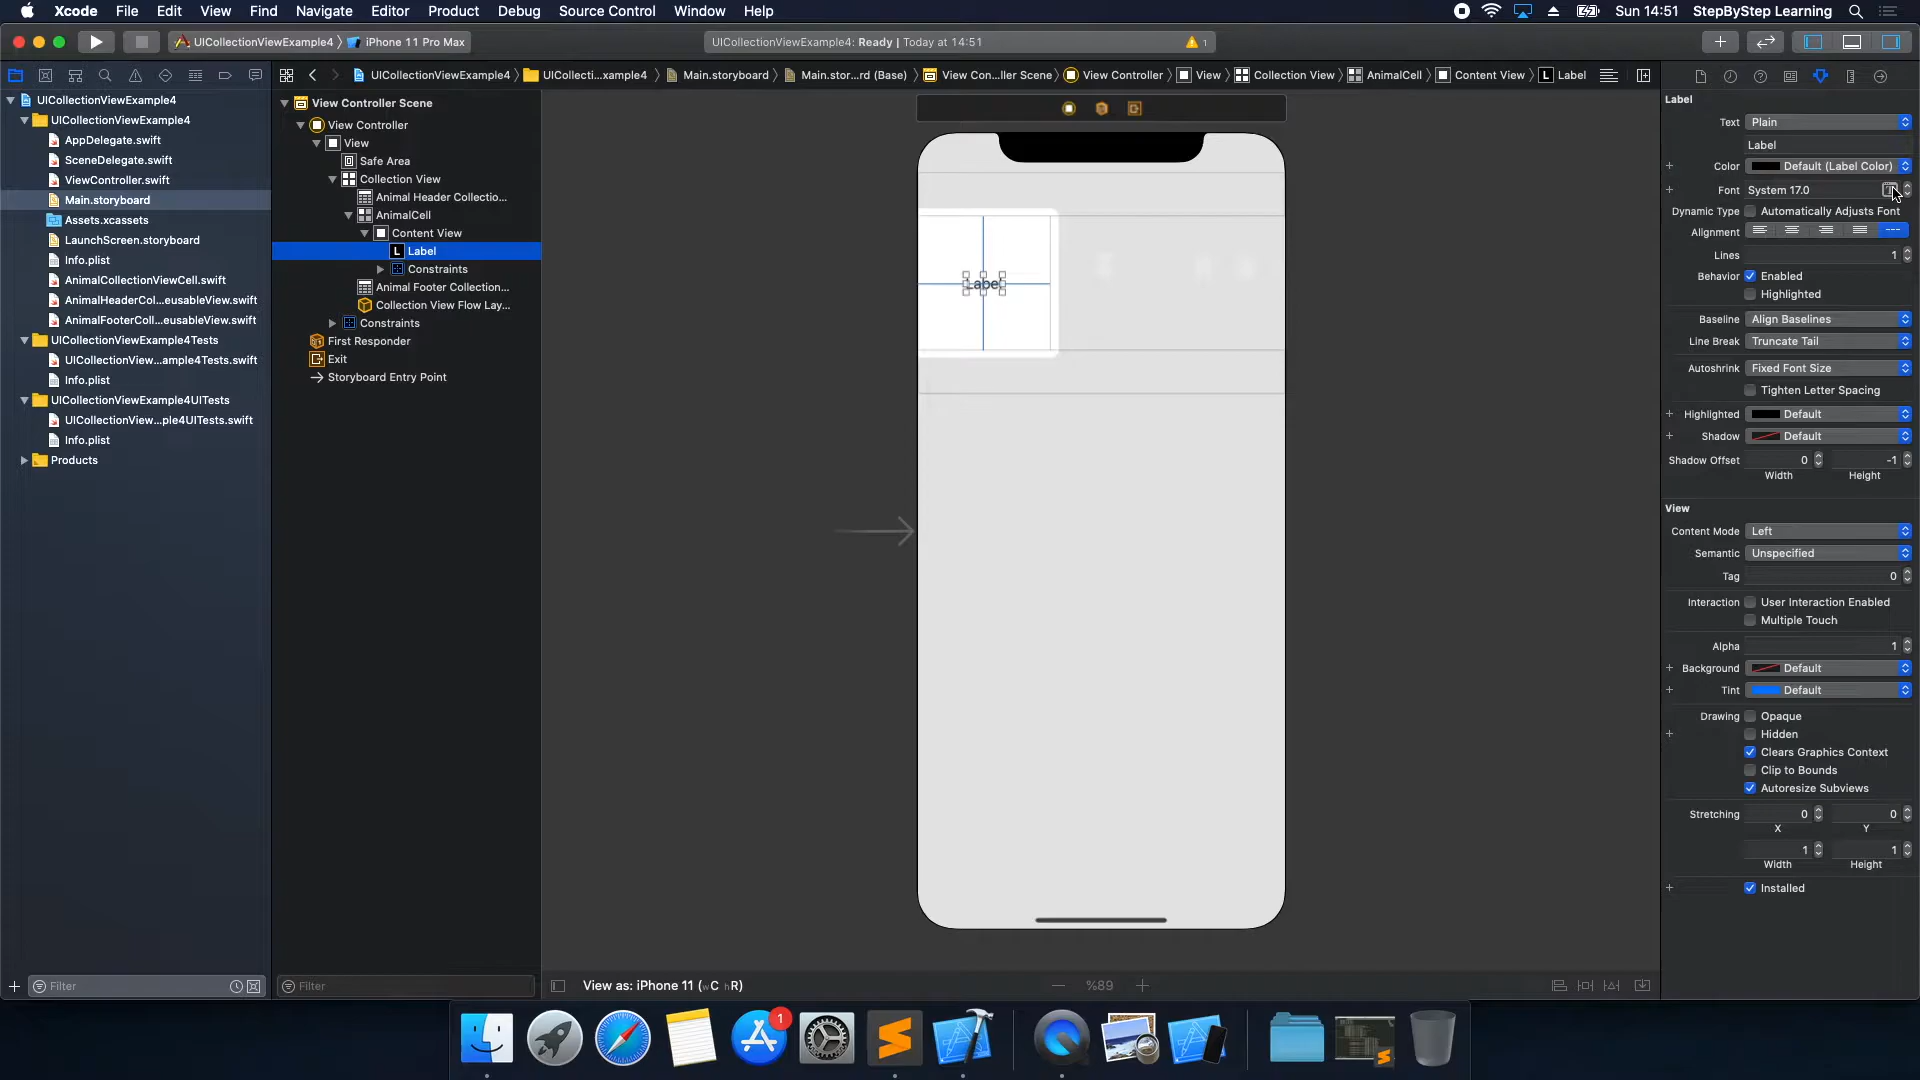 Xcode File Edit View Find Navigate Editor Product Debug Source Control Window Help Sun 14:51 StepByStep Learning
UICollectionViewExample4 iPhone 11 Pro Max
UICollectionViewExample4: Ready | Today at 14:51 1
UICollectionViewExample4 UICollecti...xample4 Main.storyboard Main.stor...rd (Base) View Con...ller Scene View Controller View Collection View AnimalCell Content View L Label
UICollectionViewExample4
UICollectionViewExample4
AppDelegate.swift
SceneDelegate.swift
ViewController.swift
Main.storyboard
Assets.xcassets
LaunchScreen.storyboard
Info.plist
AnimalCollectionViewCell.swift
AnimalHeaderCol...eusableView.swift
AnimalFooterColl...eusableView.swift
UICollectionViewExample4Tests
UICollectionView...ample4Tests.swift
Info.plist
UICollectionViewExample4UITests
UICollectionView...ple4UITests.swift
Info.plist
Products
Filter
View Controller Scene
View Controller
View
Safe Area
Collection View
Animal Header Collectio...
AnimalCell
Content View
L Label
Constraints
Animal Footer Collection...
Collection View Flow Lay...
Constraints
First Responder
Exit
Storyboard Entry Point
Filter
Label
View as: iPhone 11 (wC hR)
%89
Label
Text Plain
Label
Color Default (Label Color)
Font System 17.0
Dynamic Type Automatically Adjusts Font
Alignment
Lines 1
Behavior Enabled
Highlighted
Baseline Align Baselines
Line Break Truncate Tail
Autoshrink Fixed Font Size
Tighten Letter Spacing
Highlighted Default
Shadow Default
Shadow Offset 0 -1
Width Height
View
Content Mode Left
Semantic Unspecified
Tag 0
Interaction User Interaction Enabled
Multiple Touch
Alpha 1
Background Default
Tint Default
Drawing Opaque
Hidden
Clears Graphics Context
Clip to Bounds
Autoresize Subviews
Stretching 0 0
X Y
1 1
Width Height
Installed
1